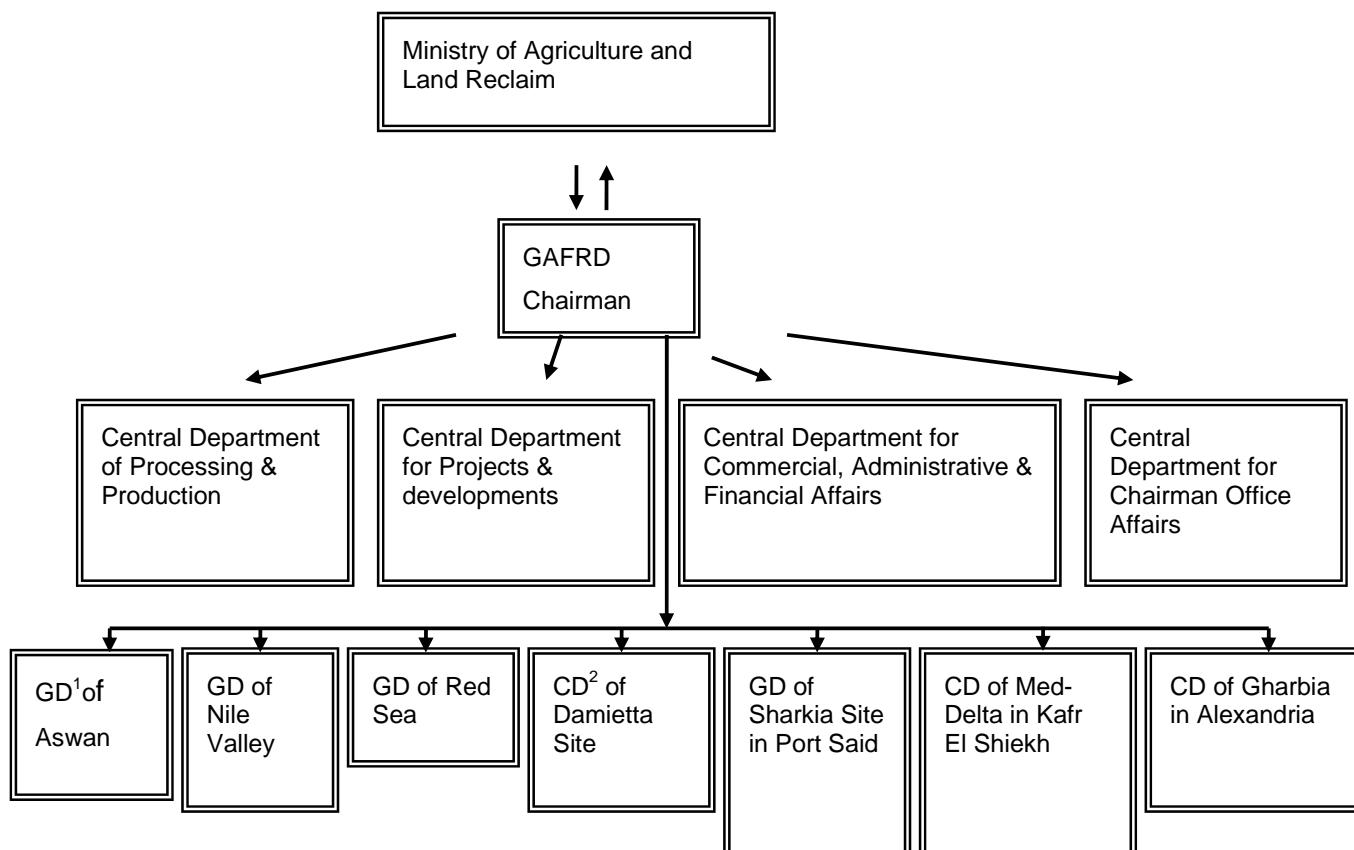 Ministry of Agriculture and
Land Reclaim
GAFRD
Chairman
Central Department
of Processing &
Production
Central Department
for Projects &
developments
Central Department for
Commercial, Administrative &
Financial Affairs
Central
Department for
Chairman Office
Affairs
GD¹of
Aswan
GD of
Nile
Valley
GD of Red
Sea
CD² of
Damietta
Site
GD of
Sharkia Site
in Port Said
CD of Med-
Delta in Kafr
El Shiekh
CD of Gharbia
in Alexandria